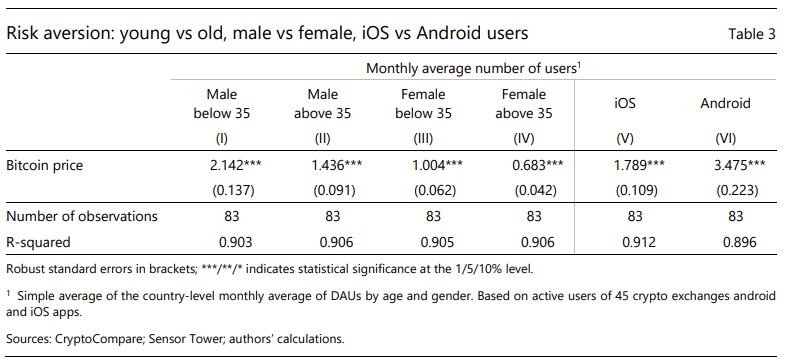 Risk aversion: young vs old, male vs female, iOS vs Android users Table 3
Monthly average number of users1
Male below 35 Male above 35 Female below 35 Female above 35 iOS Android
(I) (II) (III) (IV) (V) (VI)
Bitcoin price 2.142*** 1.436*** 1.004*** 0.683*** 1.789*** 3.475***
(0.137) (0.091) (0.062) (0.042) (0.109) (0.223)
Number of observations 83 83 83 83 83 83
R-squared 0.903 0.906 0.905 0.906 0.912 0.896
Robust standard errors in brackets; ***/**/* indicates statistical significance at the 1/5/10% level.
1 Simple average of the country-level monthly average of DAUs by age and gender. Based on active users of 45 crypto exchanges android
and iOS apps.
Sources: CryptoCompare; Sensor Tower; authors' calculations.